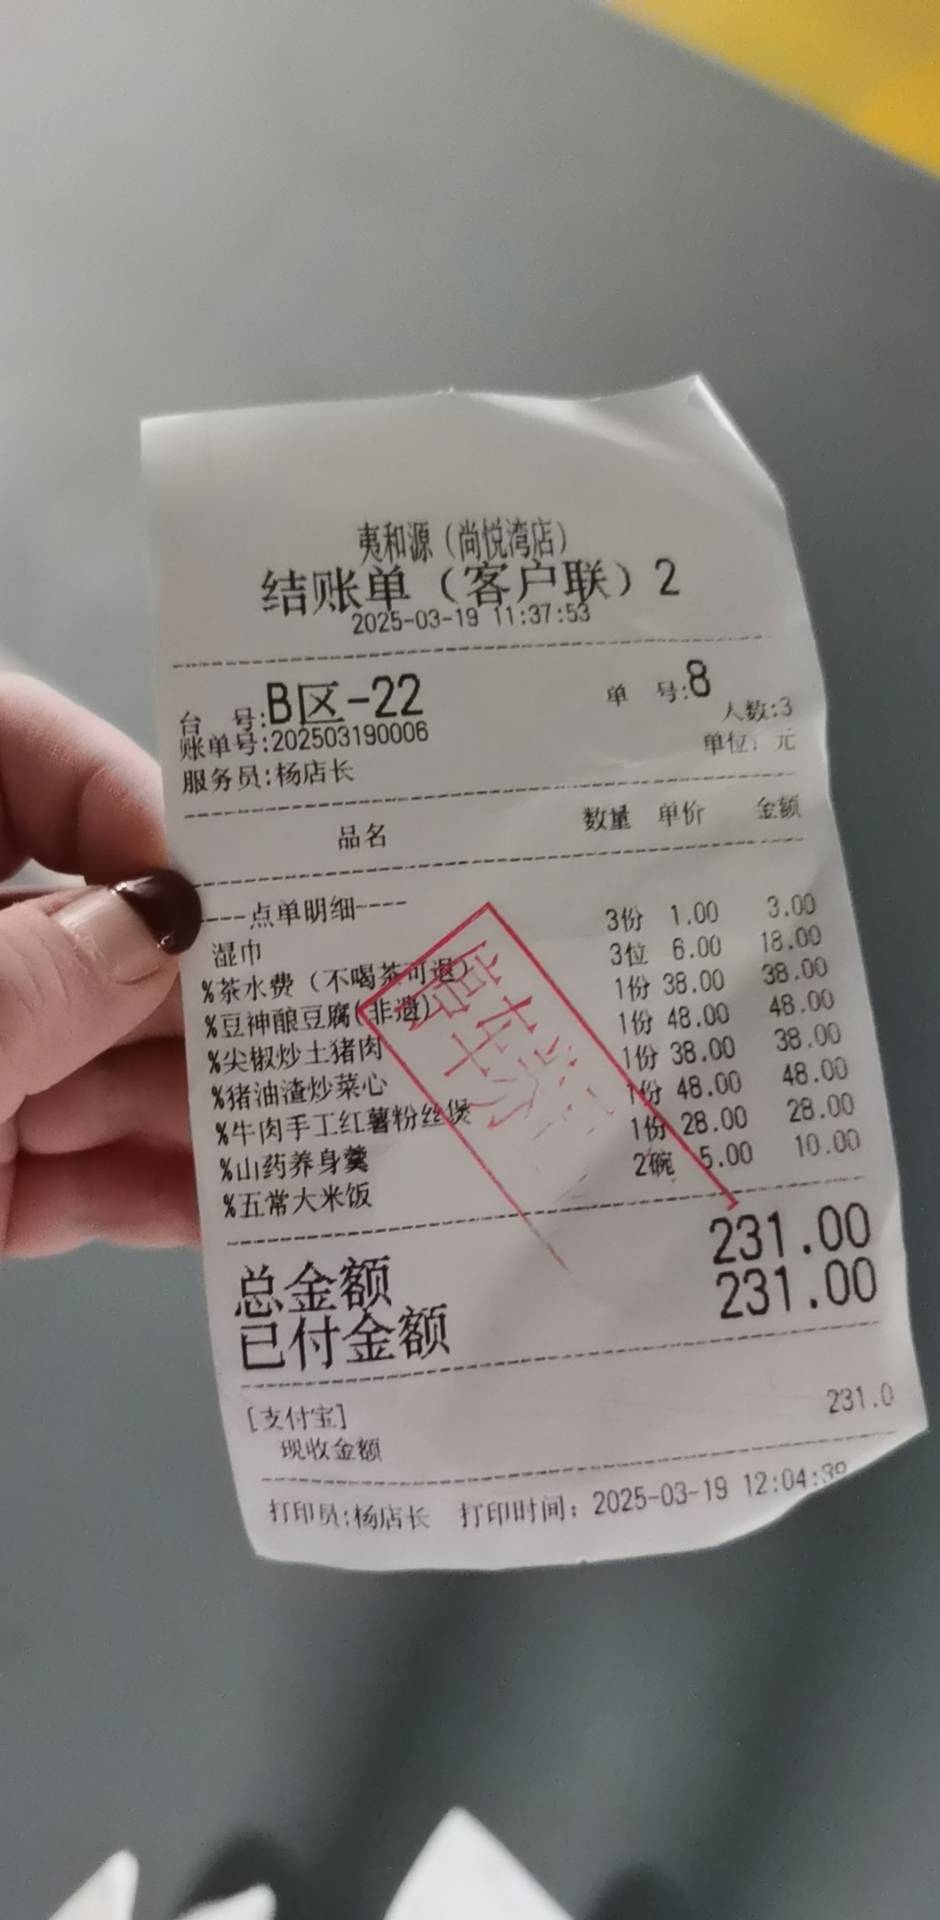 夷和源（尚悦湾店）
结账单（客户联）2
2025-03-19 11:37:53
台 号:B区-22 单 号:8
账单号:202503190006 人数:3
服务员:杨店长 单位: 元
品名 数量 单价 金额
----点单明细----
湿巾 3份 1.00 3.00
%茶水费（不喝茶可退） 3位 6.00 18.00
%豆神酿豆腐(非遗) 1份 38.00 38.00
%尖椒炒土猪肉 1份 48.00 48.00
%猪油渣炒菜心 1份 38.00 38.00
%牛肉手工红薯粉丝煲 1份 48.00 48.00
%山药养身羹 1份 28.00 28.00
%五常大米饭 2碗 5.00 10.00
总金额 231.00
已付金额 231.00
[支付宝]
现收金额 231.0
打印员:杨店长 打印时间: 2025-03-19 12:04:39